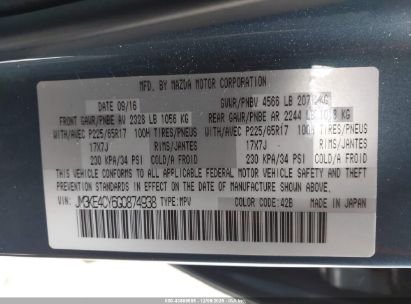 MFD. BY MAZDA MOTOR CORPORATION
DATE 09/16 GVWR/PNBV 4566 LB
FRONT GAWR/PNBE AV 2328 LB 1056 KG REAR GAWR/PNBE AR 2244 LB
WITH/AVEC P225/65R17 100H TIRES/PNEUS WITH/AVEC P225/65R17 100H TIRES/PNEUS
17X7J RIMS/JANTES 17X7J RIMS/JANTES
230 KPA/34 PSI COLD/A FROID 230 KPA/34 PSI COLD/A FROID
THIS VEHICLE CONFORMS TO ALL APPLICABLE FEDERAL MOTOR VEHICLE SAFETY, BUMPER, AND
THEFT PREVENTION STANDARDS IN EFFECT ON THE DATE OF MANUFACTURE SHOWN ABOVE.
VIN: JM3KE4CY6G0874938 TYPE: MPV COLOR CODE: 42B MADE IN JAPAN